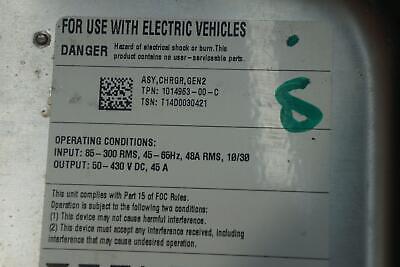 FOR USE WITH ELECTRIC VEHICLES
DANGER Hazard of electrical shock or burn. This
product contains no user - serviceable parts.
ASY,CHRGR,GEN2
TPN: 1014963-00-C
TSN: T14D0030421
8
OPERATING CONDITIONS:
INPUT: 85-300 RMS, 45-65Hz, 48A RMS, 10/30
OUTPUT: 50-430 V DC, 45 A
This unit complies with Part 15 of FCC Rules.
Operation is subject to the following two conditions:
(1) This device may not cause harmful interference.
(2) This device must accept any interference received, including
interference that may cause undesired operation.